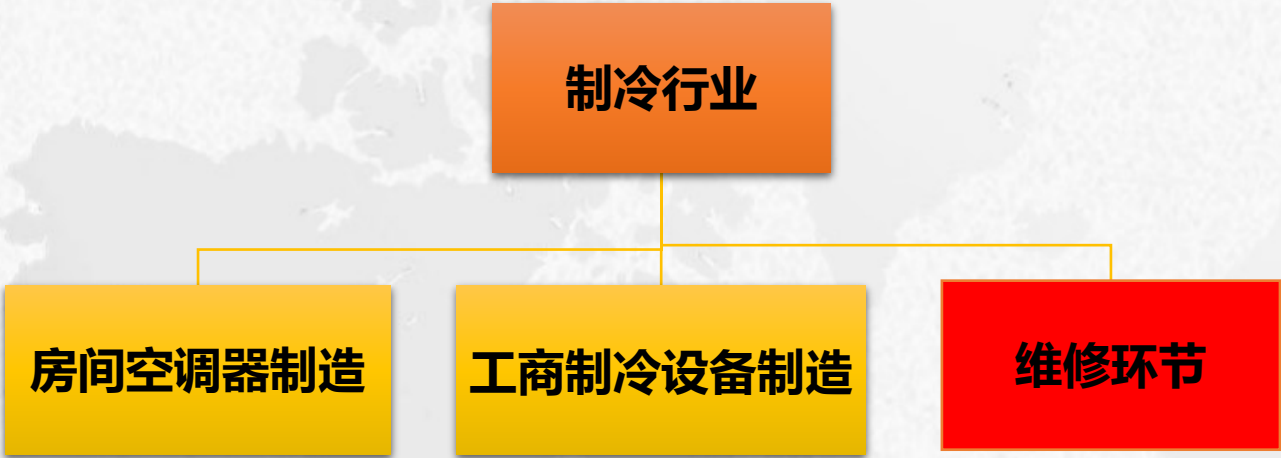 制冷行业
房间空调器制造
工商制冷设备制造
维修环节